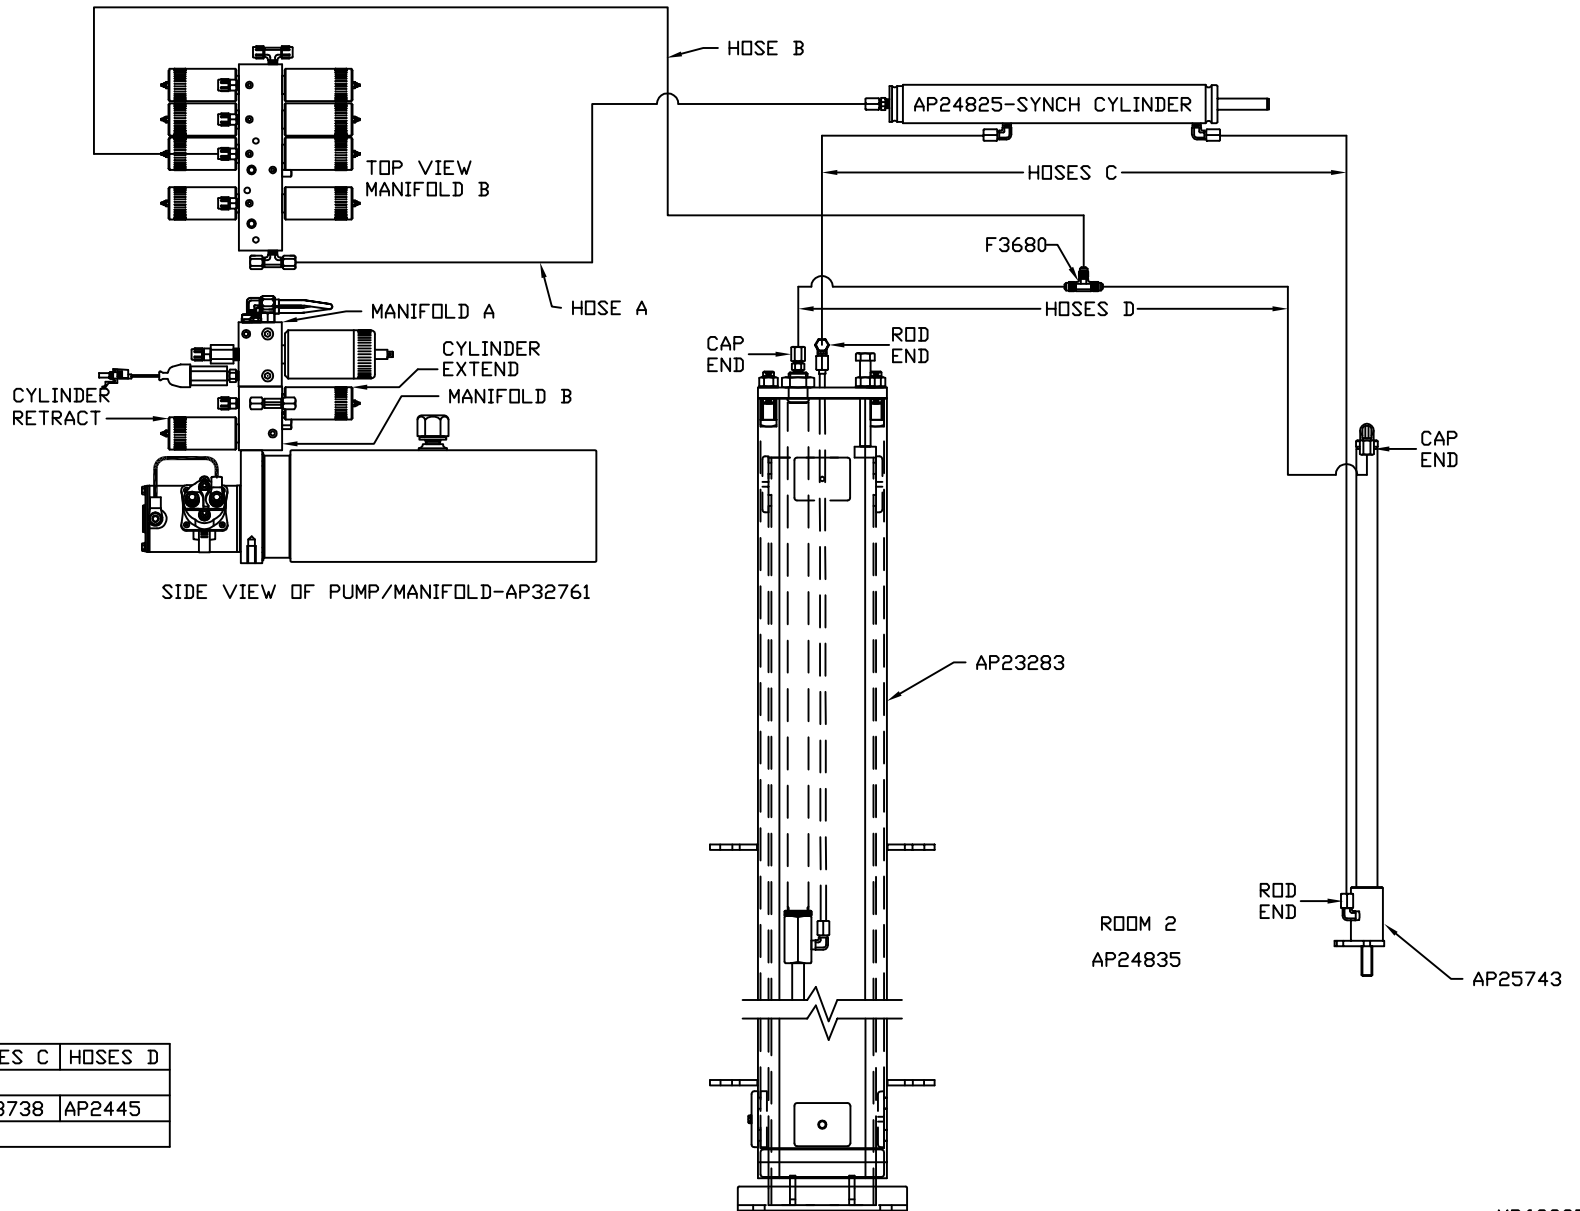 HOSE B
AP24825-SYNCH CYLINDER
TOP VIEW
MANIFOLD B
HOSES C
F3680
HOSE A
HOSES D
MANIFOLD A
CAP
END
ROD
END
CYLINDER
EXTEND
CYLINDER
RETRACT
MANIFOLD B
CAP
END
SIDE VIEW OF PUMP/MANIFOLD-AP32761
AP23283
ROD
END
ROOM 2
AP24835
AP25743
ES C HOSES D
3738 AP2445